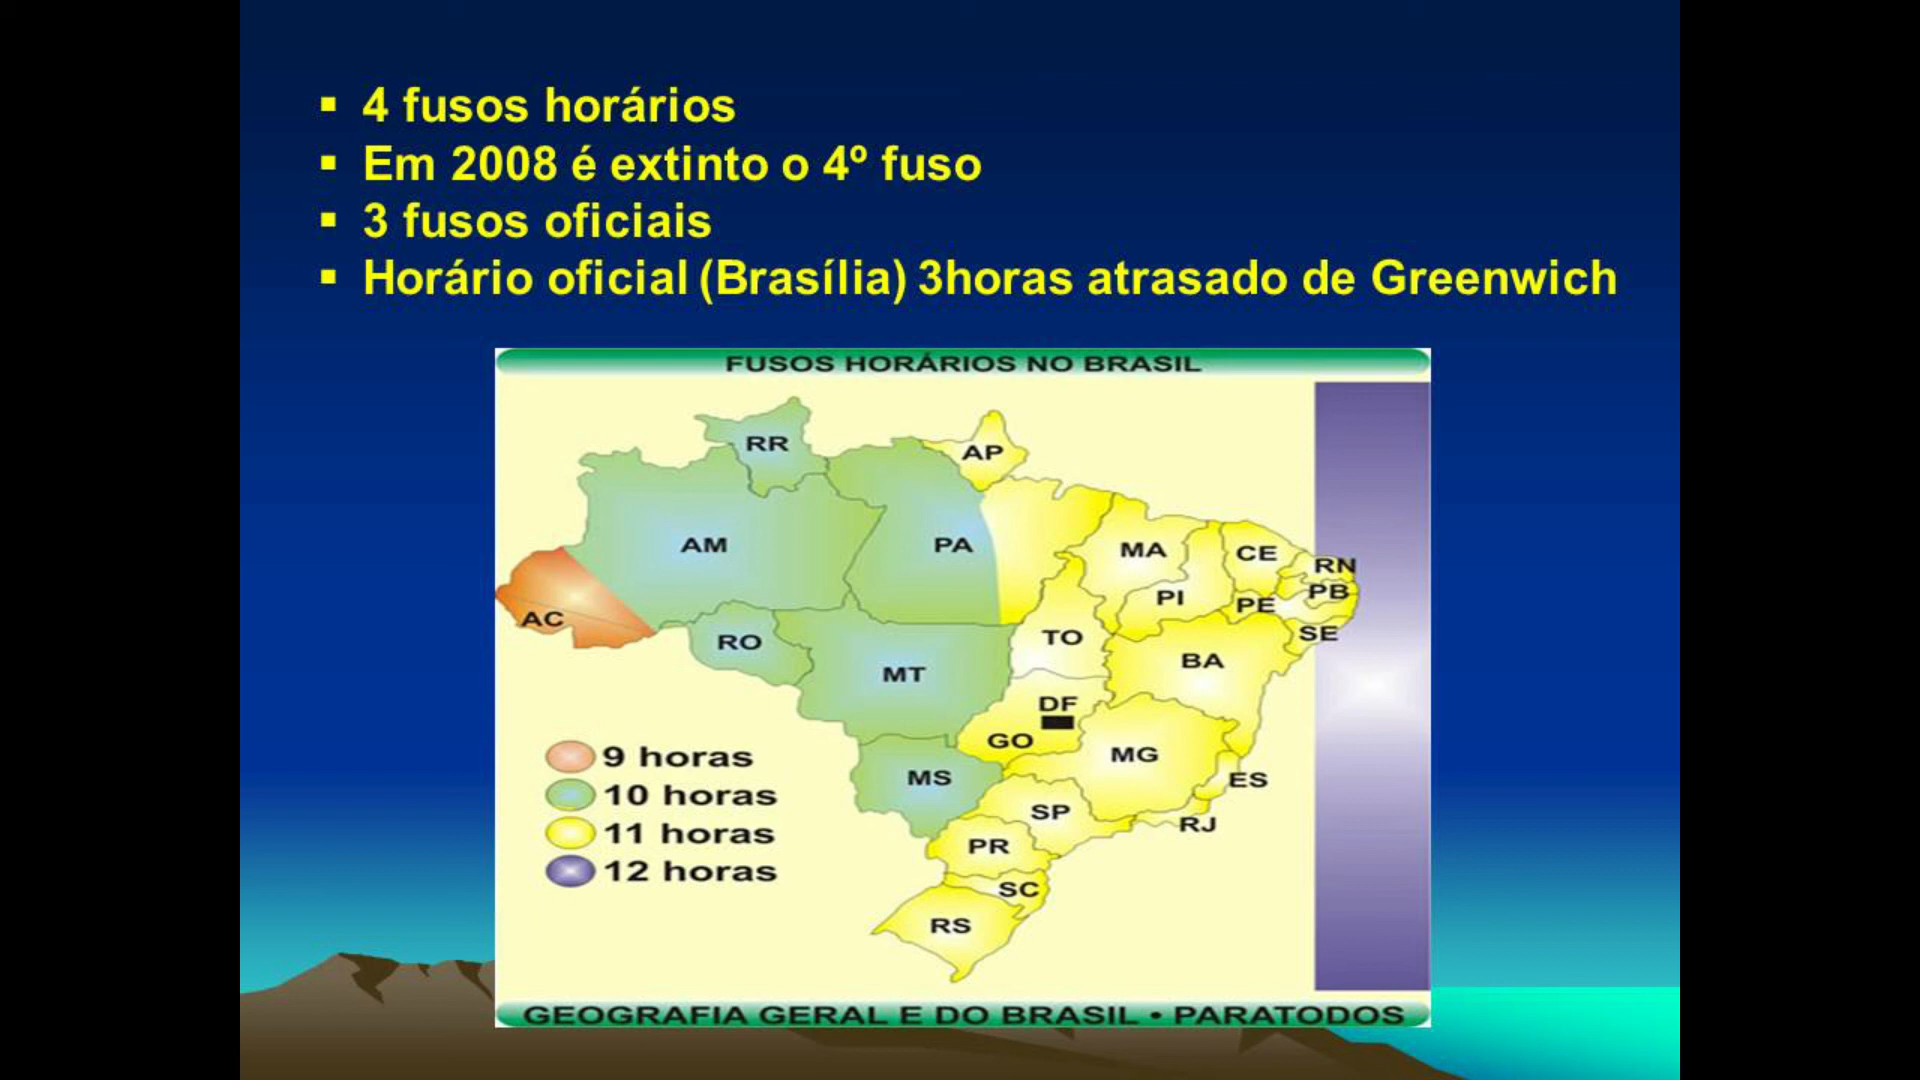 ▪ 4 fusos horários
▪ Em 2008 é extinto o 4º fuso
▪ 3 fusos oficiais
▪ Horário oficial (Brasília) 3horas atrasado de Greenwich
FUSOS HORÁRIOS NO BRASIL
RR
AP
AM
PA
MA
CE
RN
PB
PI
PE
AC
SE
RO
TO
MT
BA
DF
GO
MG
MS
ES
SP
RJ
PR
SC
RS
9 horas
10 horas
11 horas
12 horas
GEOGRAFIA GERAL E DO BRASIL • PARATODOS